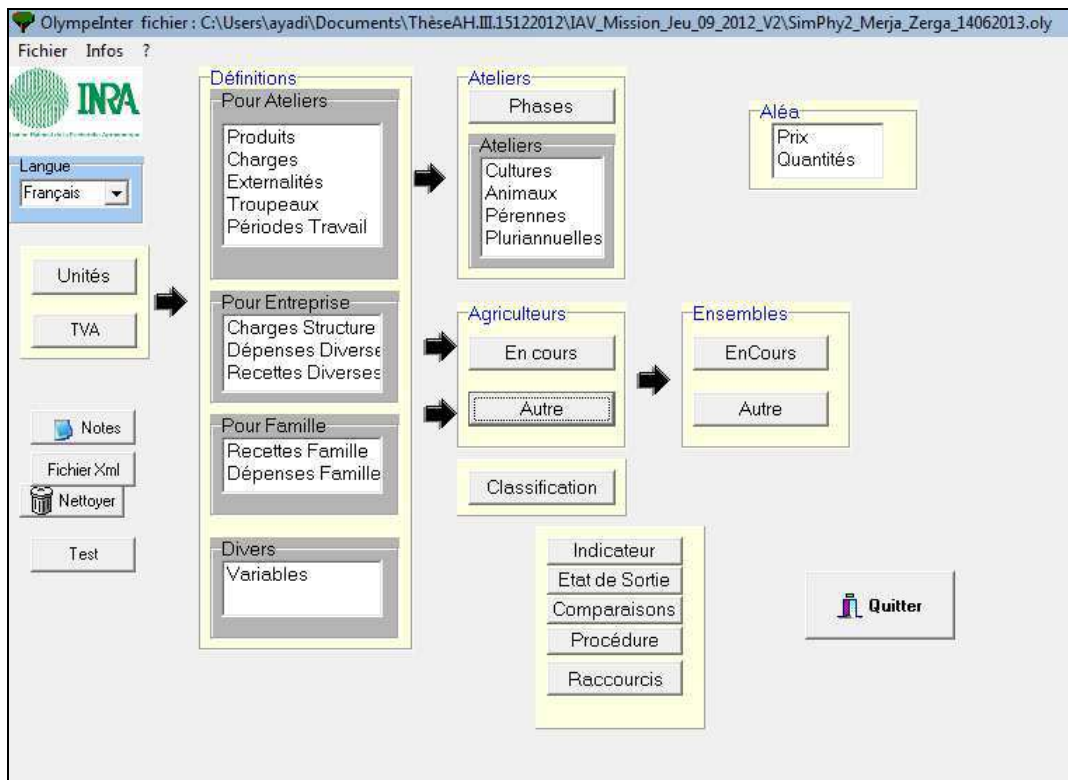 OlympeInter fichier : C:\Users\ayadi\Documents\ThèseAH.III.15122012\IAV_Mission_Jeu_09_2012_V2\SimPhy2_Merja_Zerga_14062013.oly
Fichier Infos ?
INRA
Langue
Français
Unités
TVA
Notes
Fichier Xml
Nettoyer
Test
Définitions
Pour Ateliers
Produits
Charges
Externalités
Troupeaux
Périodes Travail
Pour Entreprise
Charges Structure
Dépenses Diverse
Recettes Diverses
Pour Famille
Recettes Famille
Dépenses Famille
Divers
Variables
Ateliers
Phases
Ateliers
Cultures
Animaux
Pérennes
Pluriannuelles
Agriculteurs
En cours
Autre
Classification
Indicateur
Etat de Sortie
Comparaisons
Procédure
Raccourcis
Aléa
Prix
Quantités
Ensembles
EnCours
Autre
Quitter